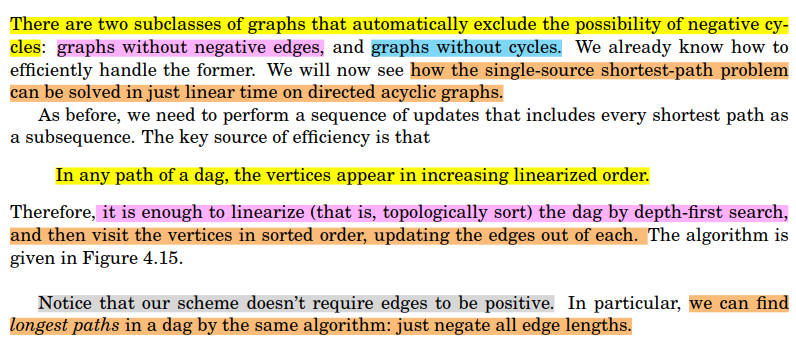 There are two subclasses of graphs that automatically exclude the possibility of negative cy-
cles: graphs without negative edges, and graphs without cycles. We already know how to
efficiently handle the former. We will now see how the single-source shortest-path problem
can be solved in just linear time on directed acyclic graphs.
As before, we need to perform a sequence of updates that includes every shortest path as
a subsequence. The key source of efficiency is that
In any path of a dag, the vertices appear in increasing linearized order.
Therefore, it is enough to linearize (that is, topologically sort) the dag by depth-first search,
and then visit the vertices in sorted order, updating the edges out of each. The algorithm is
given in Figure 4.15.
Notice that our scheme doesn't require edges to be positive. In particular, we can find
longest paths in a dag by the same algorithm: just negate all edge lengths.